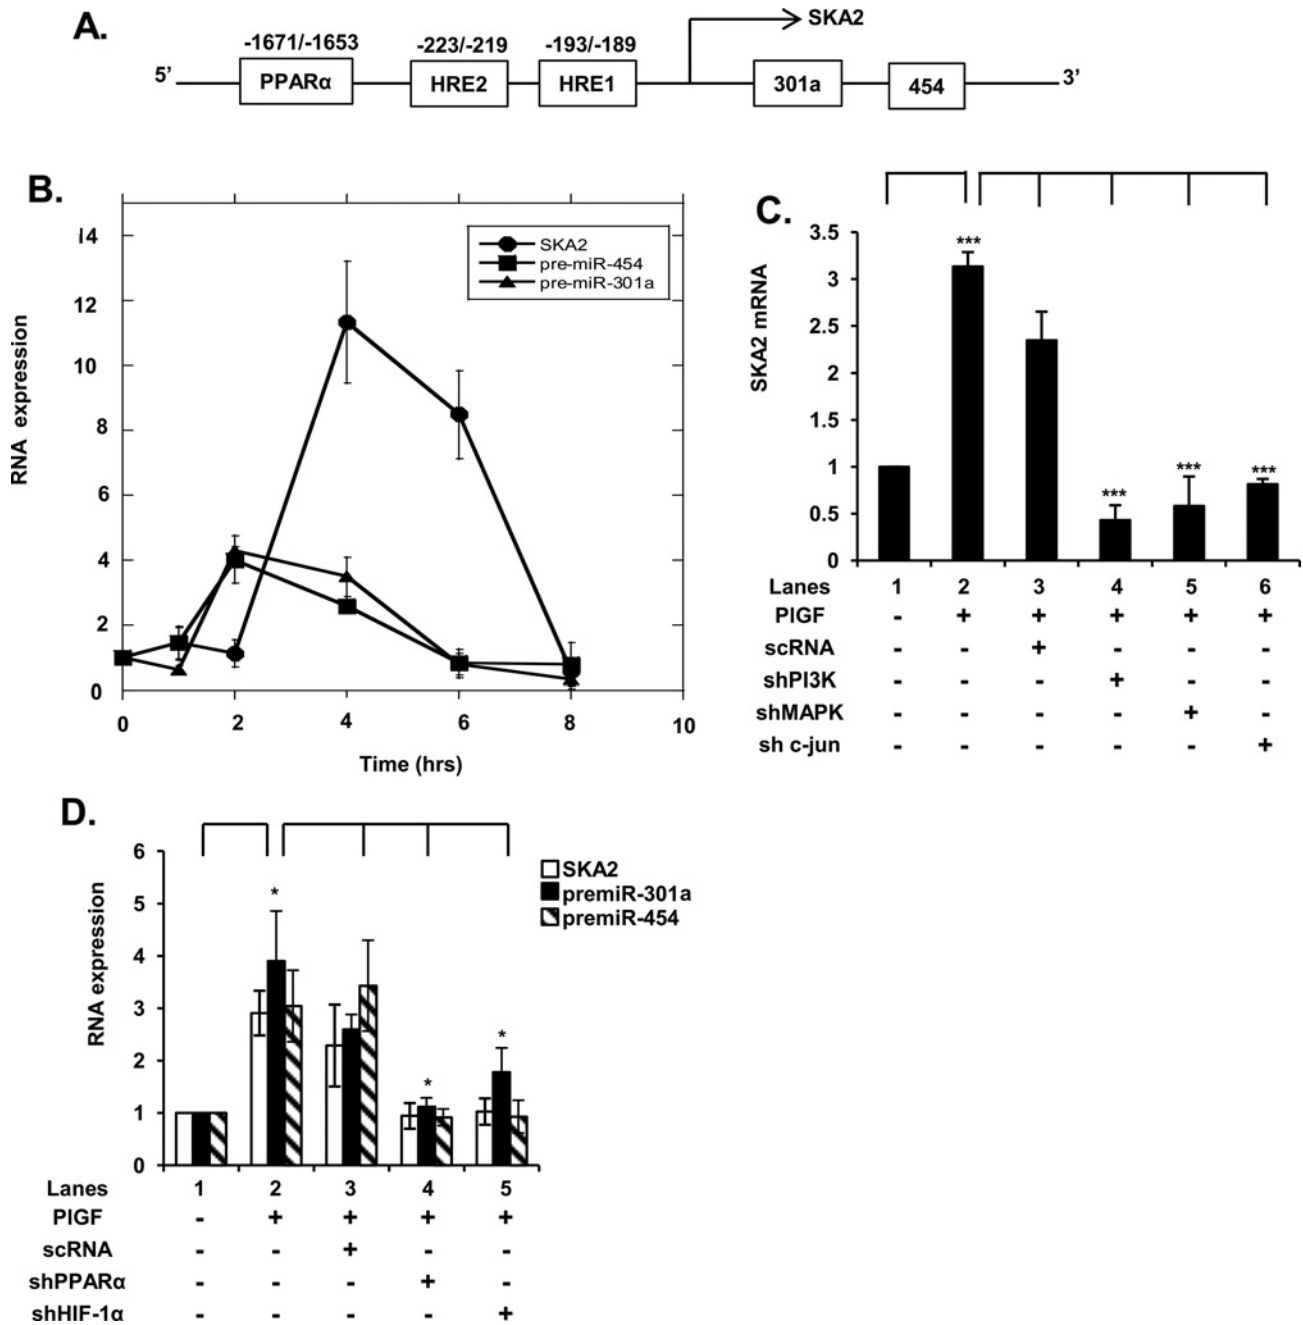 A.
SKA2
-1671/-1653 -223/-219 -193/-189
5’ PPARα HRE2 HRE1 301a 454 3’
B.
14
12
10
8
6
4
2
0
RNA expression
SKA2
pre-miR-454
pre-miR-301a
0 2 4 6 8 10
Time (hrs)
C.
3.5
3
2.5
2
1.5
1
0.5
0
SKA2 mRNA
*** *** *** ***
Lanes 1 2 3 4 5 6
PlGF - + + + + +
scRNA - - + - - -
shPI3K - - - + - -
shMAPK - - - - + -
sh c-jun - - - - - +
D.
6
5
4
3
2
1
0
RNA expression
SKA2
premiR-301a
premiR-454
* * *
Lanes 1 2 3 4 5
PlGF - + + + +
scRNA - - + - -
shPPARα - - - + -
shHIF-1α - - - - +